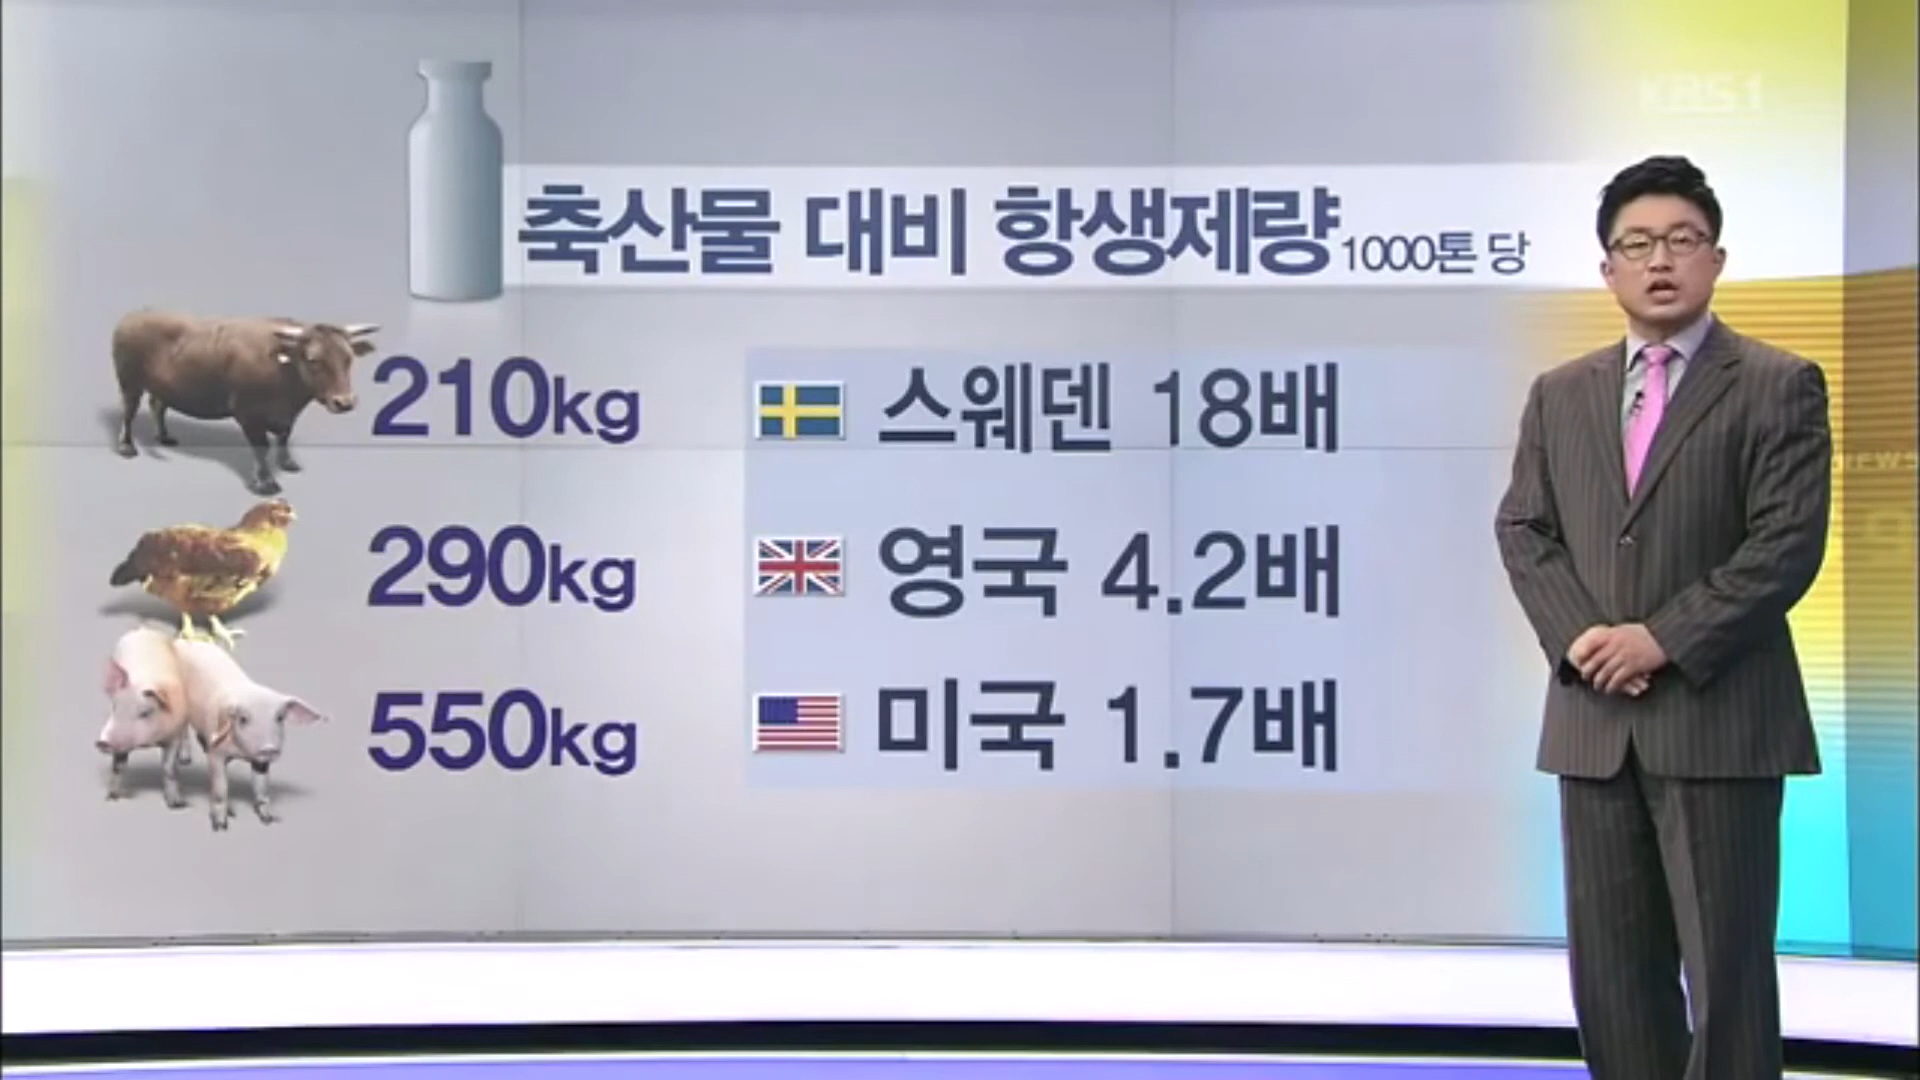 KBS1
축산물 대비 항생제량 1000톤 당
210kg
스웨덴 18배
290kg
영국 4.2배
550kg
미국 1.7배
NEWS